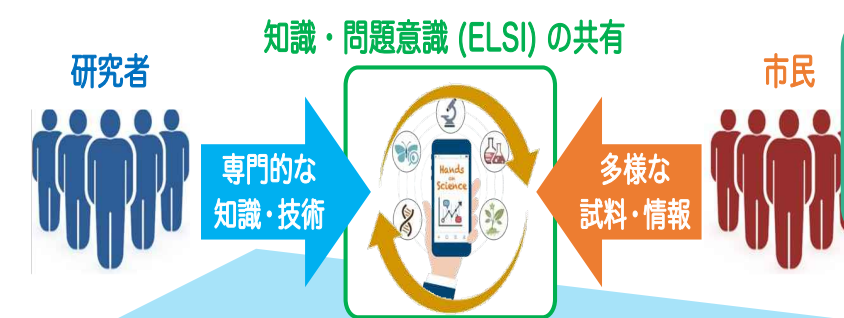 知識・問題意識 (ELSI) の共有
研究者
市民
専門的な
知識・技術
Hands
on
Science
多様な
試料・情報